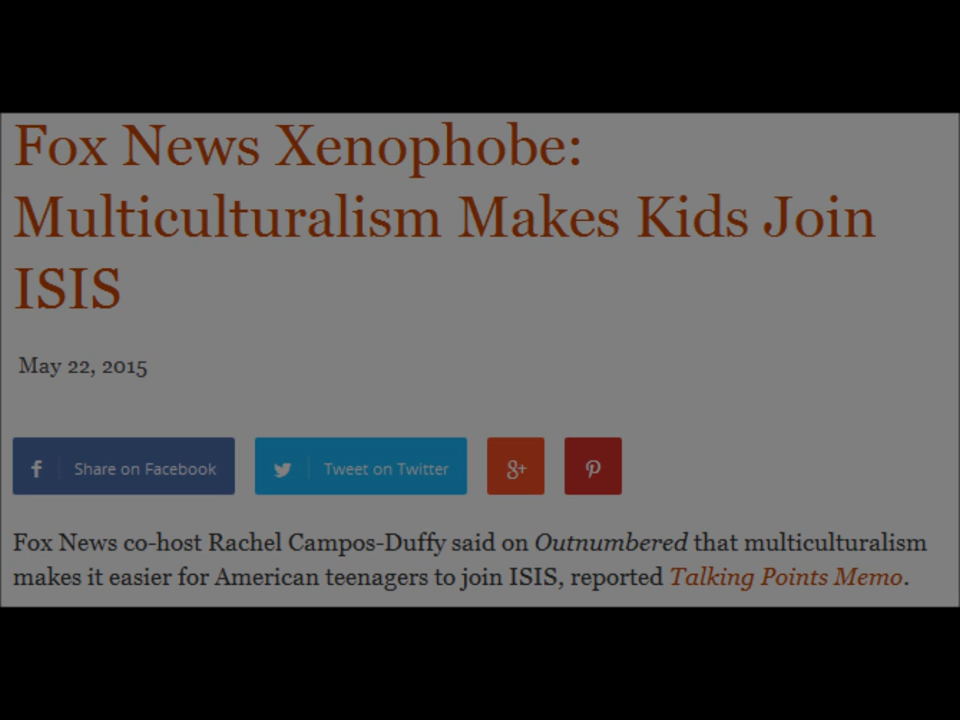 Fox News Xenophobe:
Multiculturalism Makes Kids Join
ISIS
May 22, 2015
f Share on Facebook Tweet on Twitter 8+
Fox News co-host Rachel Campos-Duffy said on Outnumbered that multiculturalism
makes it easier for American teenagers to join ISIS, reported Talking Points Memo.